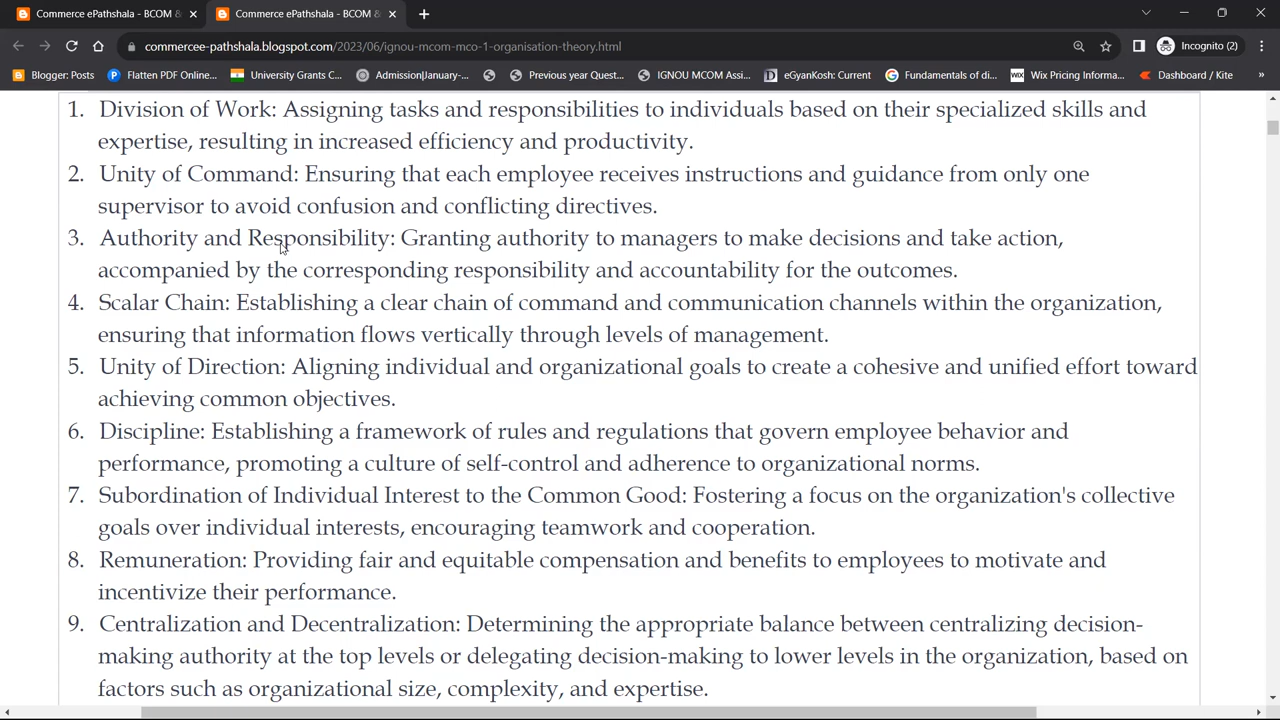 Commerce ePathshala - BCOM &
Commerce ePathshala - BCOM &
commercee-pathshala.blogspot.com/2023/06/ignou-mcom-mco-1-organisation-theory.html
Incognito (2)
Blogger: Posts
Flatten PDF Online...
University Grants C...
Admission|January-...
Previous year Quest...
IGNOU MCOM Assi...
eGyanKosh: Current
Fundamentals of di...
WIX
Wix Pricing Informa...
Dashboard / Kite
»
1. Division of Work: Assigning tasks and responsibilities to individuals based on their specialized skills and
expertise, resulting in increased efficiency and productivity.
2. Unity of Command: Ensuring that each employee receives instructions and guidance from only one
supervisor to avoid confusion and conflicting directives.
3. Authority and Responsibility: Granting authority to managers to make decisions and take action,
accompanied by the corresponding responsibility and accountability for the outcomes.
4. Scalar Chain: Establishing a clear chain of command and communication channels within the organization,
ensuring that information flows vertically through levels of management.
5. Unity of Direction: Aligning individual and organizational goals to create a cohesive and unified effort toward
achieving common objectives.
6. Discipline: Establishing a framework of rules and regulations that govern employee behavior and
performance, promoting a culture of self-control and adherence to organizational norms.
7. Subordination of Individual Interest to the Common Good: Fostering a focus on the organization's collective
goals over individual interests, encouraging teamwork and cooperation.
8. Remuneration: Providing fair and equitable compensation and benefits to employees to motivate and
incentivize their performance.
9. Centralization and Decentralization: Determining the appropriate balance between centralizing decision-
making authority at the top levels or delegating decision-making to lower levels in the organization, based on
factors such as organizational size, complexity, and expertise.